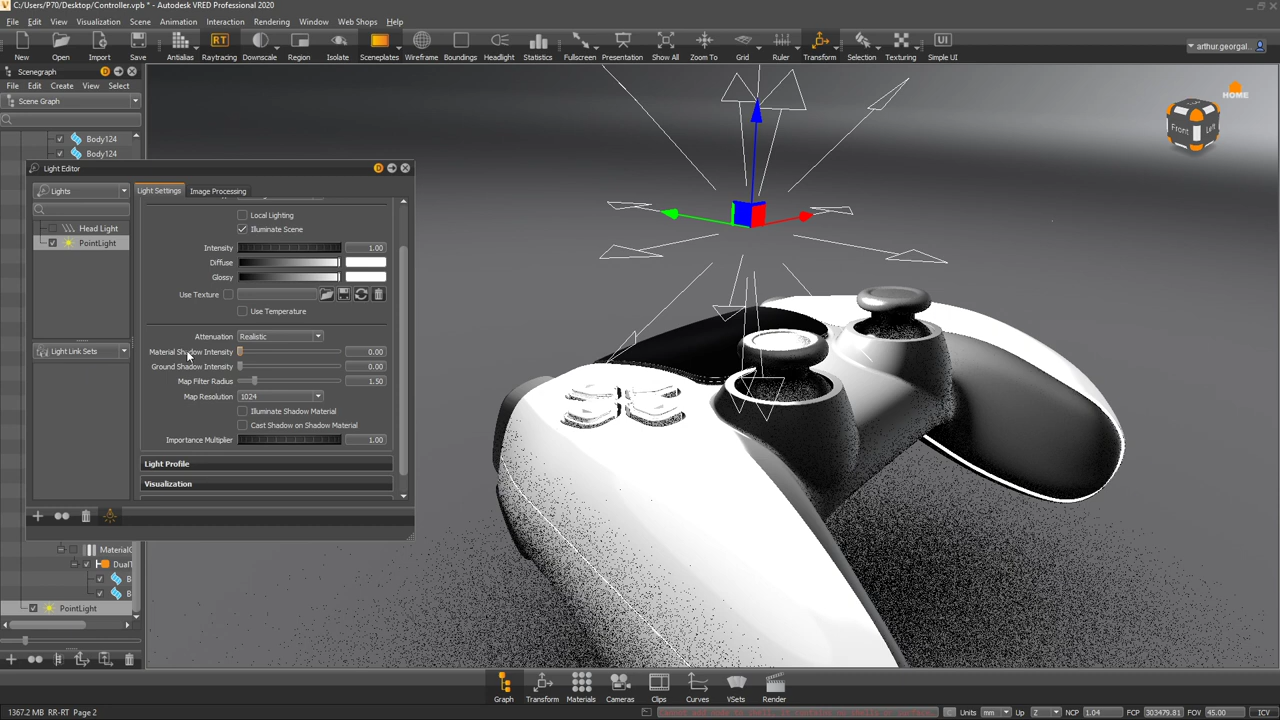 C:/Users/P70/Desktop/Controller.vpb * - Autodesk VRED Professional 2020
File Edit View Visualization Scene Animation Interaction Rendering Window Web Shops Help
New Open Import Save Antialias Raytracing Downscale Region Isolate Sceneplates Wireframe Boundings Headlight Statistics Fullscreen Presentation Show All Zoom To Grid Ruler Transform Selection Texturing Simple UI
arthur.georgal...
Scenegraph D
File Edit Create View Select
Scene Graph
Body124
Body124
Light Editor D
Lights
Head Light
PointLight
Light Link Sets
Light Settings Image Processing
Local Lighting
Illuminate Scene
Intensity 1.00
Diffuse
Glossy
Use Texture
Use Temperature
Attenuation Realistic
Material Shadow Intensity 0.00
Ground Shadow Intensity 0.00
Map Filter Radius 1.50
Map Resolution 1024
Illuminate Shadow Material
Cast Shadow on Shadow Material
Importance Multiplier 1.00
Light Profile
Visualization
MaterialC
DualT
B
B
PointLight
HOME
Front Left
Graph Transform Materials Cameras Clips Curves VSets Render
1367.2 MB RR-RT Page 2
Units mm Up Z NCP 1.04 FCP 303479.81 FOV 45.00 ICV